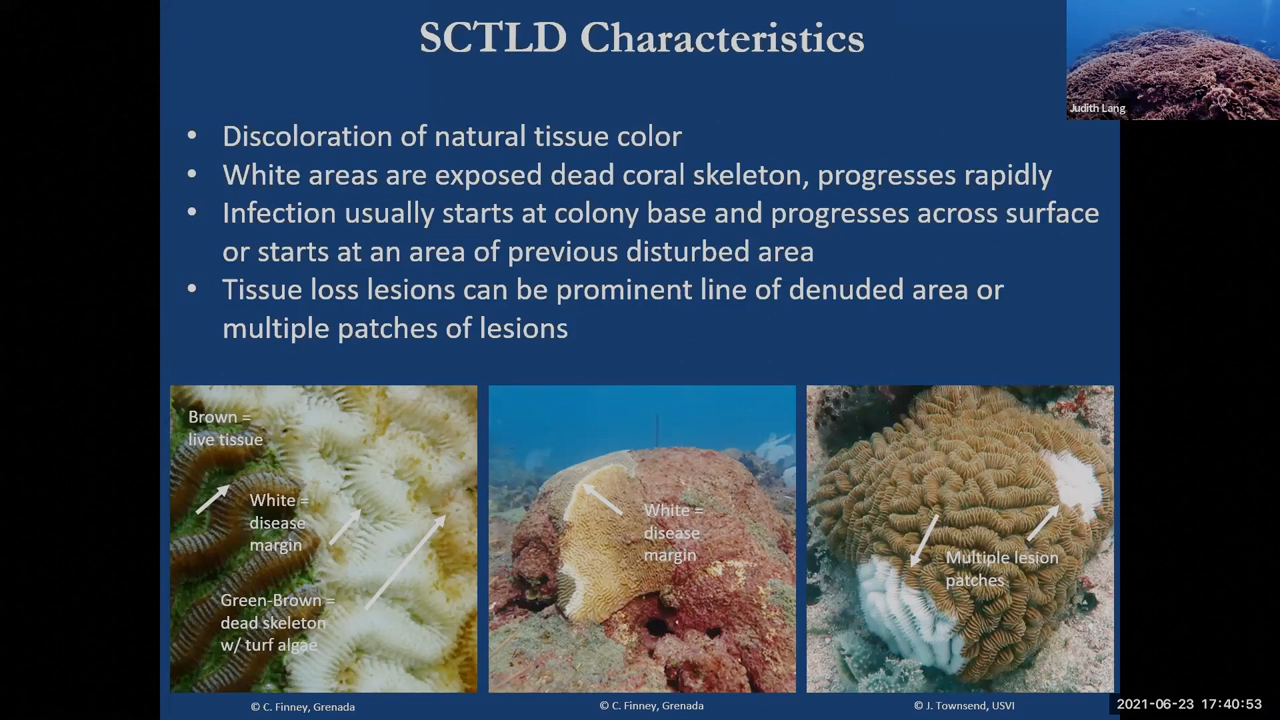 SCTLD Characteristics
Judith Lang
• Discoloration of natural tissue color
• White areas are exposed dead coral skeleton, progresses rapidly
• Infection usually starts at colony base and progresses across surface
or starts at an area of previous disturbed area
• Tissue loss lesions can be prominent line of denuded area or
multiple patches of lesions
Brown =
live tissue
White =
disease
margin
Green-Brown =
dead skeleton
w/ turf algae
White =
disease
margin
Multiple lesion
patches
© C. Finney, Grenada
© C. Finney, Grenada
© J. Townsend, USVI
2021-06-23 17:40:53